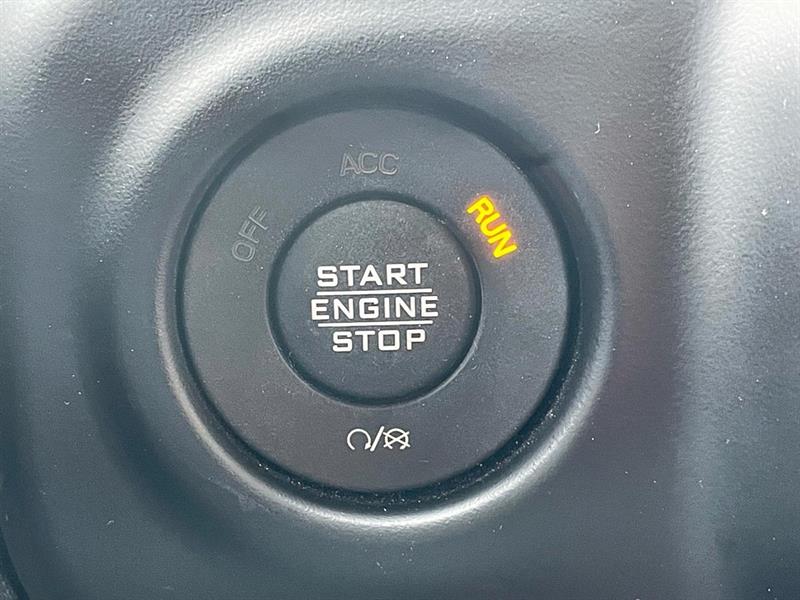 ACC
OFF
RUN
START
ENGINE
STOP